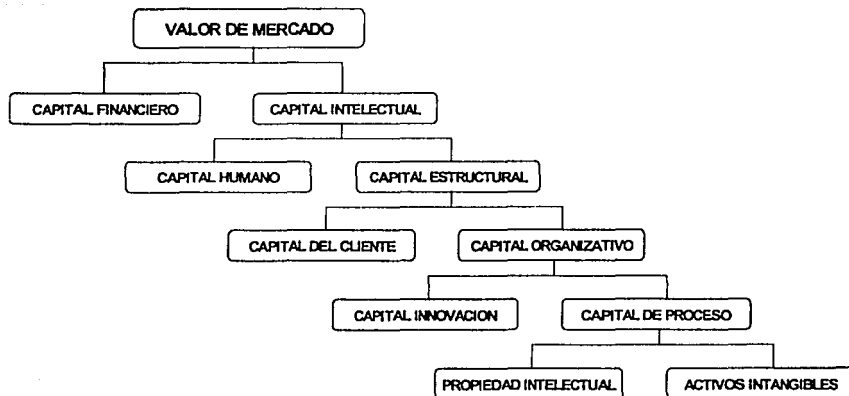 VALOR DE MERCADO
CAPITAL FINANCIERO
CAPITAL INTELECTUAL
CAPITAL HUMANO
CAPITAL ESTRUCTURAL
CAPITAL DEL CLIENTE
CAPITAL ORGANIZATIVO
CAPITAL INNOVACION
CAPITAL DE PROCESO
PROPIEDAD INTELECTUAL
ACTIVOS INTANGIBLES